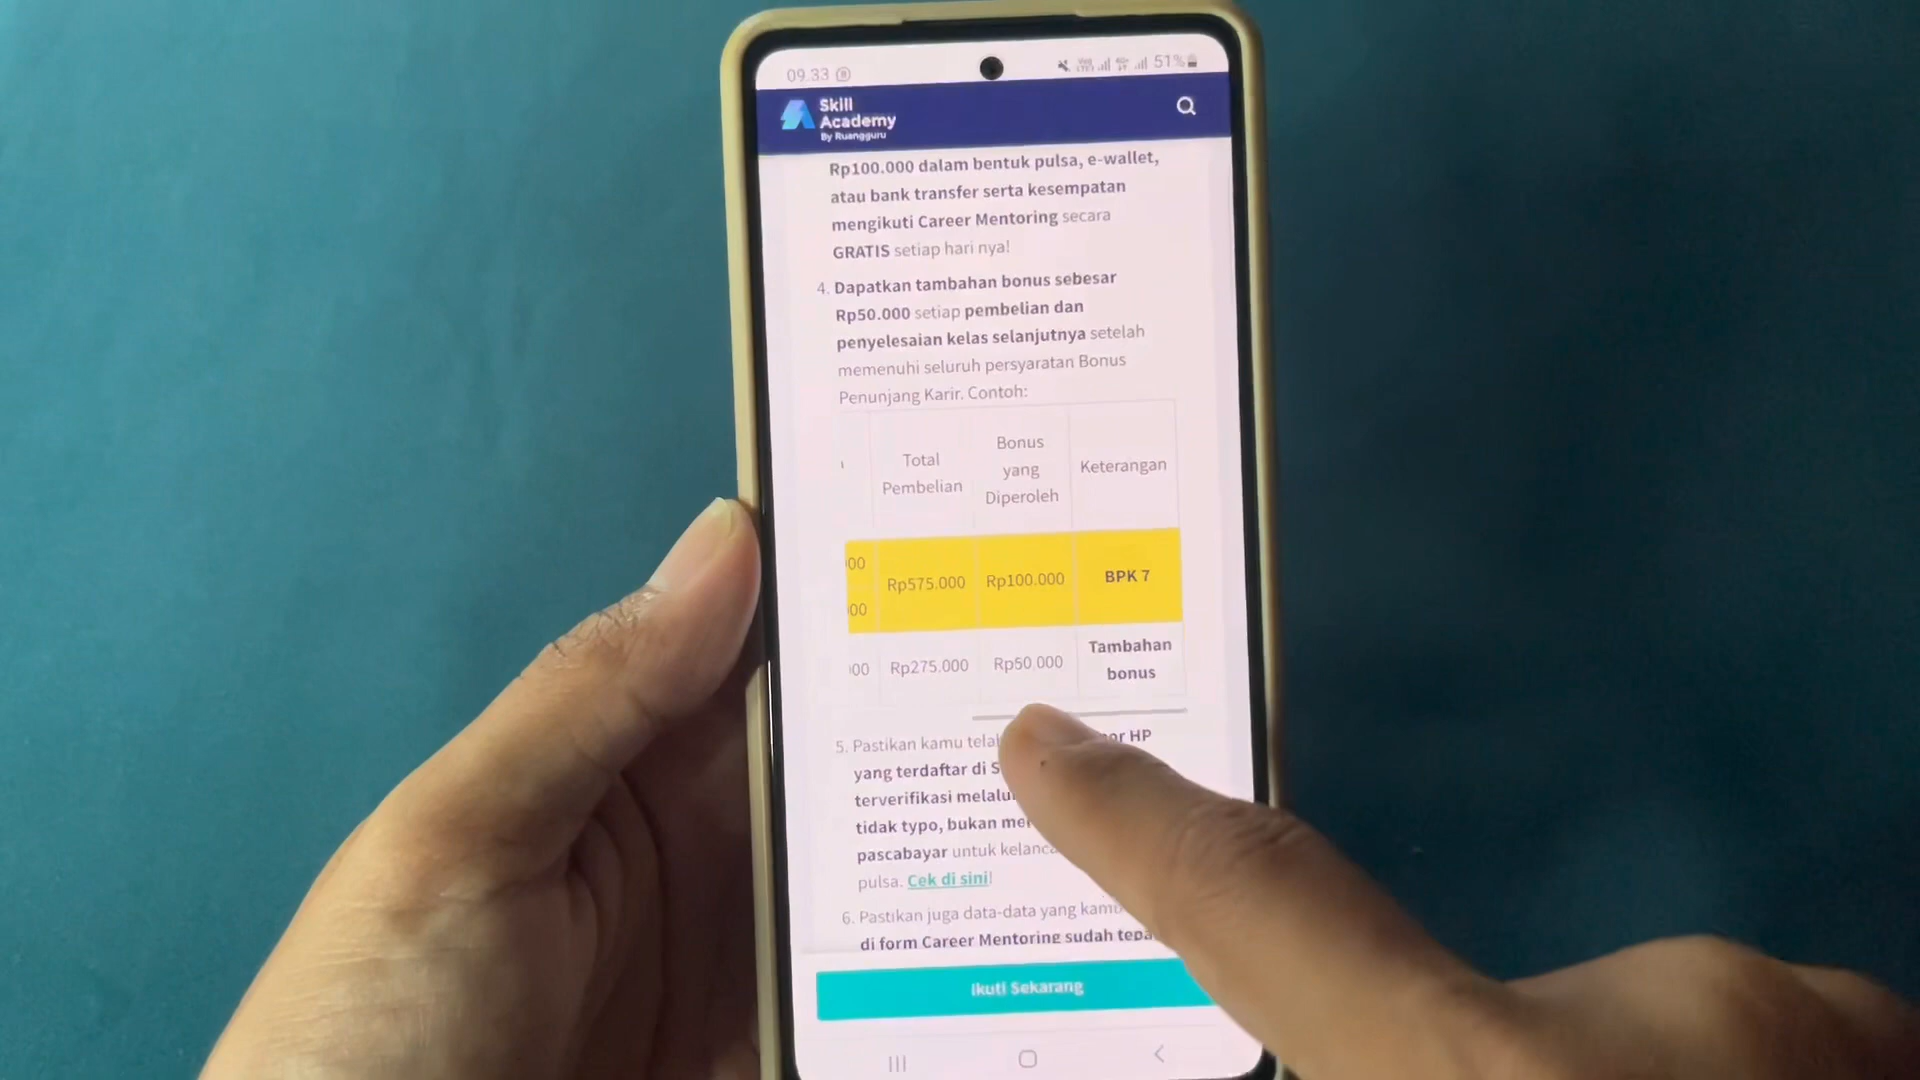 09.33
51%
Skill
Academy
By Ruangguru
Rp100.000 dalam bentuk pulsa, e-wallet,
atau bank transfer serta kesempatan
mengikuti Career Mentoring secara
GRATIS setiap hari nya!
4. Dapatkan tambahan bonus sebesar
Rp50.000 setiap pembelian dan
penyelesaian kelas selanjutnya setelah
memenuhi seluruh persyaratan Bonus
Penunjang Karir. Contoh:
Total Pembelian
Bonus yang Diperoleh
Keterangan
00
00
Rp575.000
Rp100.000
BPK 7
00
Rp275.000
Rp50.000
Tambahan bonus
5. Pastikan kamu HP
yang terdaftar di
terverifikasi
tidak typo, bukan
pascabayar untuk
pulsa. Cek di sini!
6. Pastikan juga data-data yang
di form Career Mentoring sudah
Ikuti Sekarang